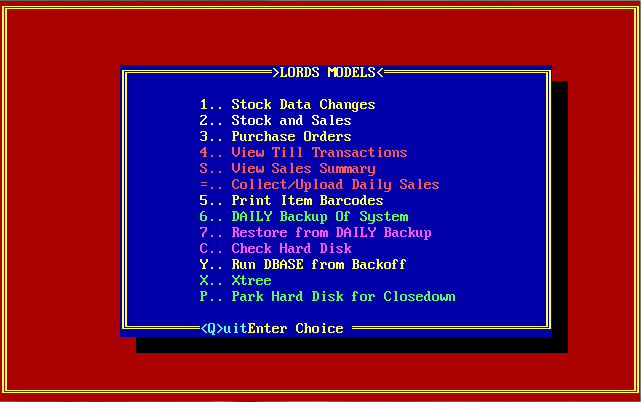 >LORDS MODELS<
1.. Stock Data Changes
2.. Stock and Sales
3.. Purchase Orders
4.. View Till Transactions
S.. View Sales Summary
=.. Collect/Upload Daily Sales
5.. Print Item Barcodes
6.. DAILY Backup Of System
7.. Restore from DAILY Backup
C.. Check Hard Disk
Y.. Run DBASE from Backoff
X.. Xtree
P.. Park Hard Disk for Closedown
<Q>uitEnter Choice